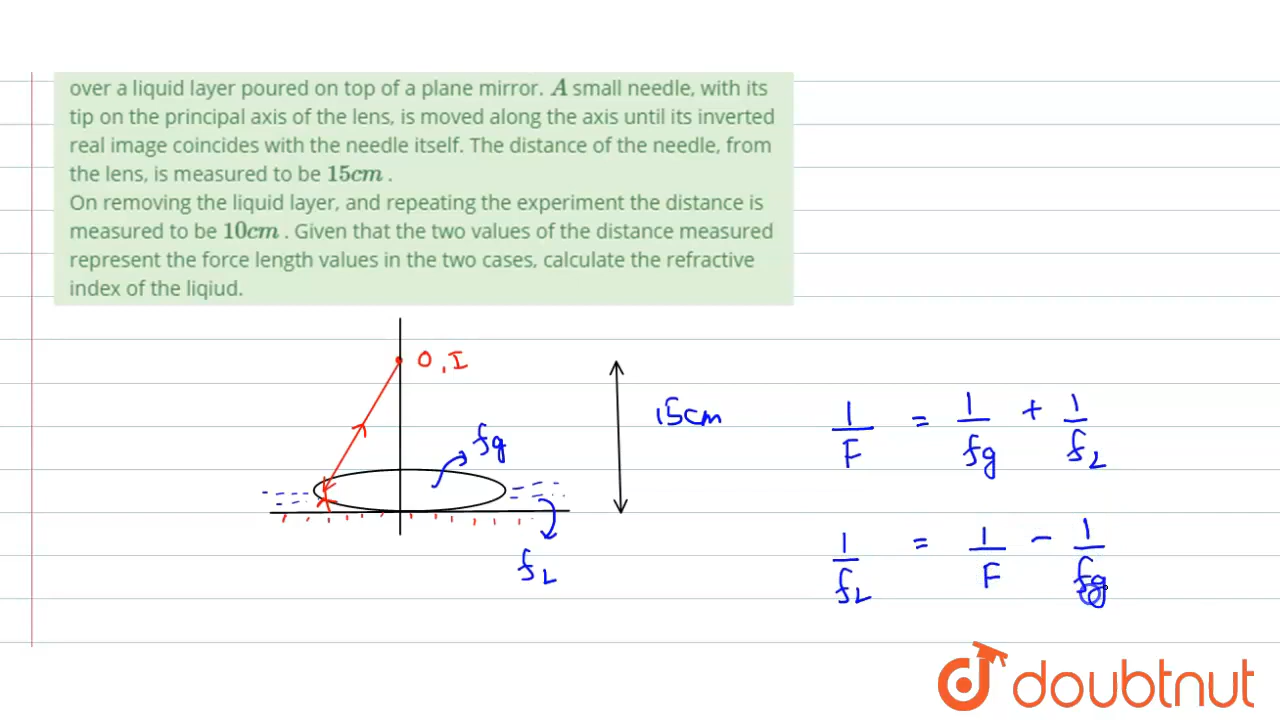 over a liquid layer poured on top of a plane mirror. A small needle, with its
tip on the principal axis of the lens, is moved along the axis until its inverted
real image coincides with the needle itself. The distance of the needle, from
the lens, is measured to be 15cm .
On removing the liquid layer, and repeating the experiment the distance is
measured to be 10cm . Given that the two values of the distance measured
represent the force length values in the two cases, calculate the refractive
index of the liqiud.
O, I
fg
15cm
fL
1/F = 1/fg + 1/fL
1/fL = 1/F - 1/fg
doubtnut